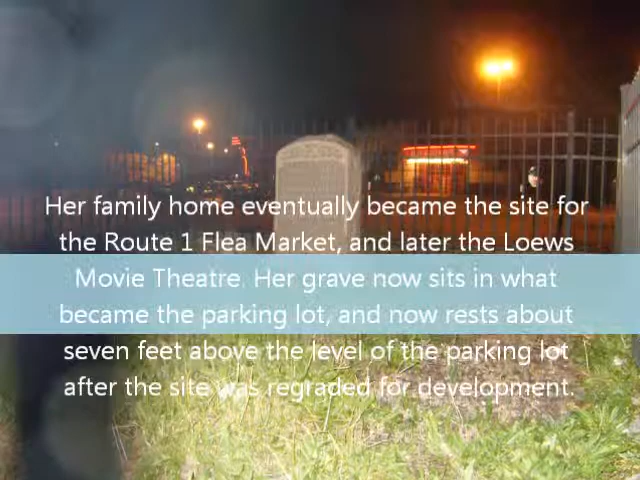 Her family home eventually became the site for
the Route 1 Flea Market, and later the Loews
Movie Theatre. Her grave now sits in what
became the parking lot, and now rests about
seven feet above the level of the parking lot
after the site was regraded for development.